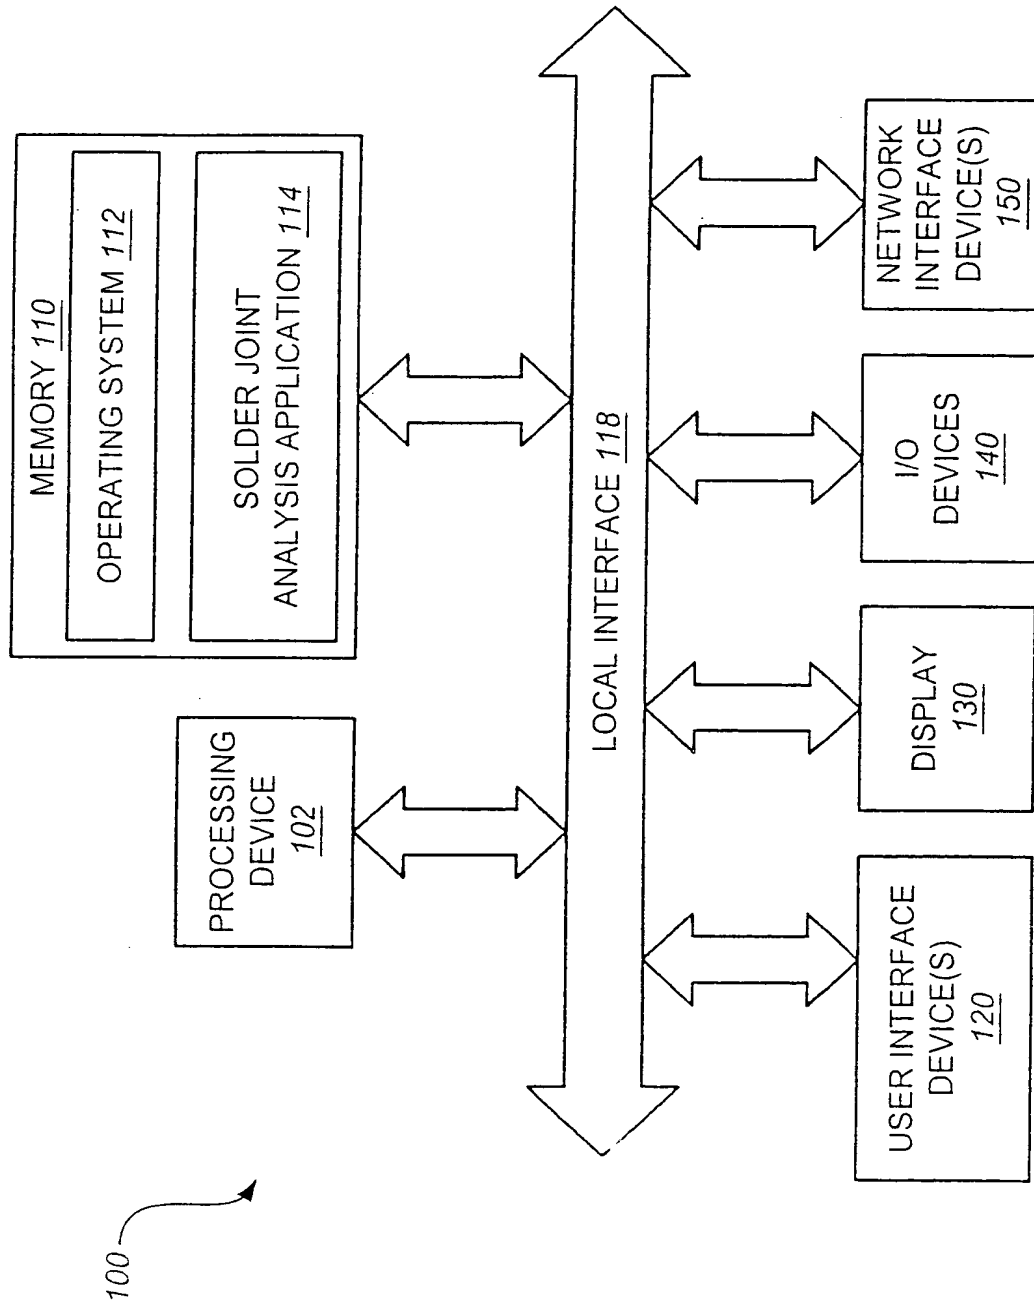 100
MEMORY 110
OPERATING SYSTEM 112
SOLDER JOINT
ANALYSIS APPLICATION 114
PROCESSING
DEVICE
102
LOCAL INTERFACE 118
USER INTERFACE
DEVICE(S)
120
DISPLAY
130
I/O
DEVICES
140
NETWORK
INTERFACE
DEVICE(S)
150